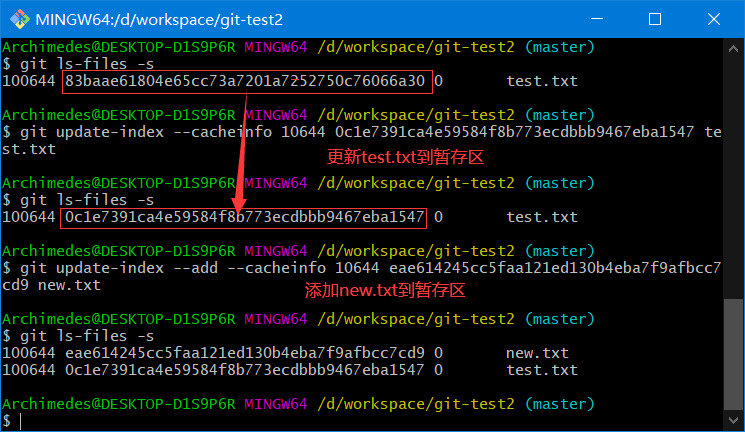 MINGW64:/d/workspace/git-test2
Archimedes@DESKTOP-D1S9P6R MINGW64 /d/workspace/git-test2 (master)
$ git ls-files -s
100644 83baae61804e65cc73a7201a7252750c76066a30 0 test.txt
Archimedes@DESKTOP-D1S9P6R MINGW64 /d/workspace/git-test2 (master)
$ git update-index --cacheinfo 10644 0c1e7391ca4e59584f8b773ecdbbb9467eba1547 te
st.txt
更新test.txt到暂存区
Archimedes@DESKTOP-D1S9P6R MINGW64 /d/workspace/git-test2 (master)
$ git ls-files -s
100644 0c1e7391ca4e59584f8b773ecdbbb9467eba1547 0 test.txt
Archimedes@DESKTOP-D1S9P6R MINGW64 /d/workspace/git-test2 (master)
$ git update-index --add --cacheinfo 10644 eae614245cc5faa121ed130b4eba7f9afbcc7
cd9 new.txt
添加new.txt到暂存区
Archimedes@DESKTOP-D1S9P6R MINGW64 /d/workspace/git-test2 (master)
$ git ls-files -s
100644 eae614245cc5faa121ed130b4eba7f9afbcc7cd9 0 new.txt
100644 0c1e7391ca4e59584f8b773ecdbbb9467eba1547 0 test.txt
Archimedes@DESKTOP-D1S9P6R MINGW64 /d/workspace/git-test2 (master)
$